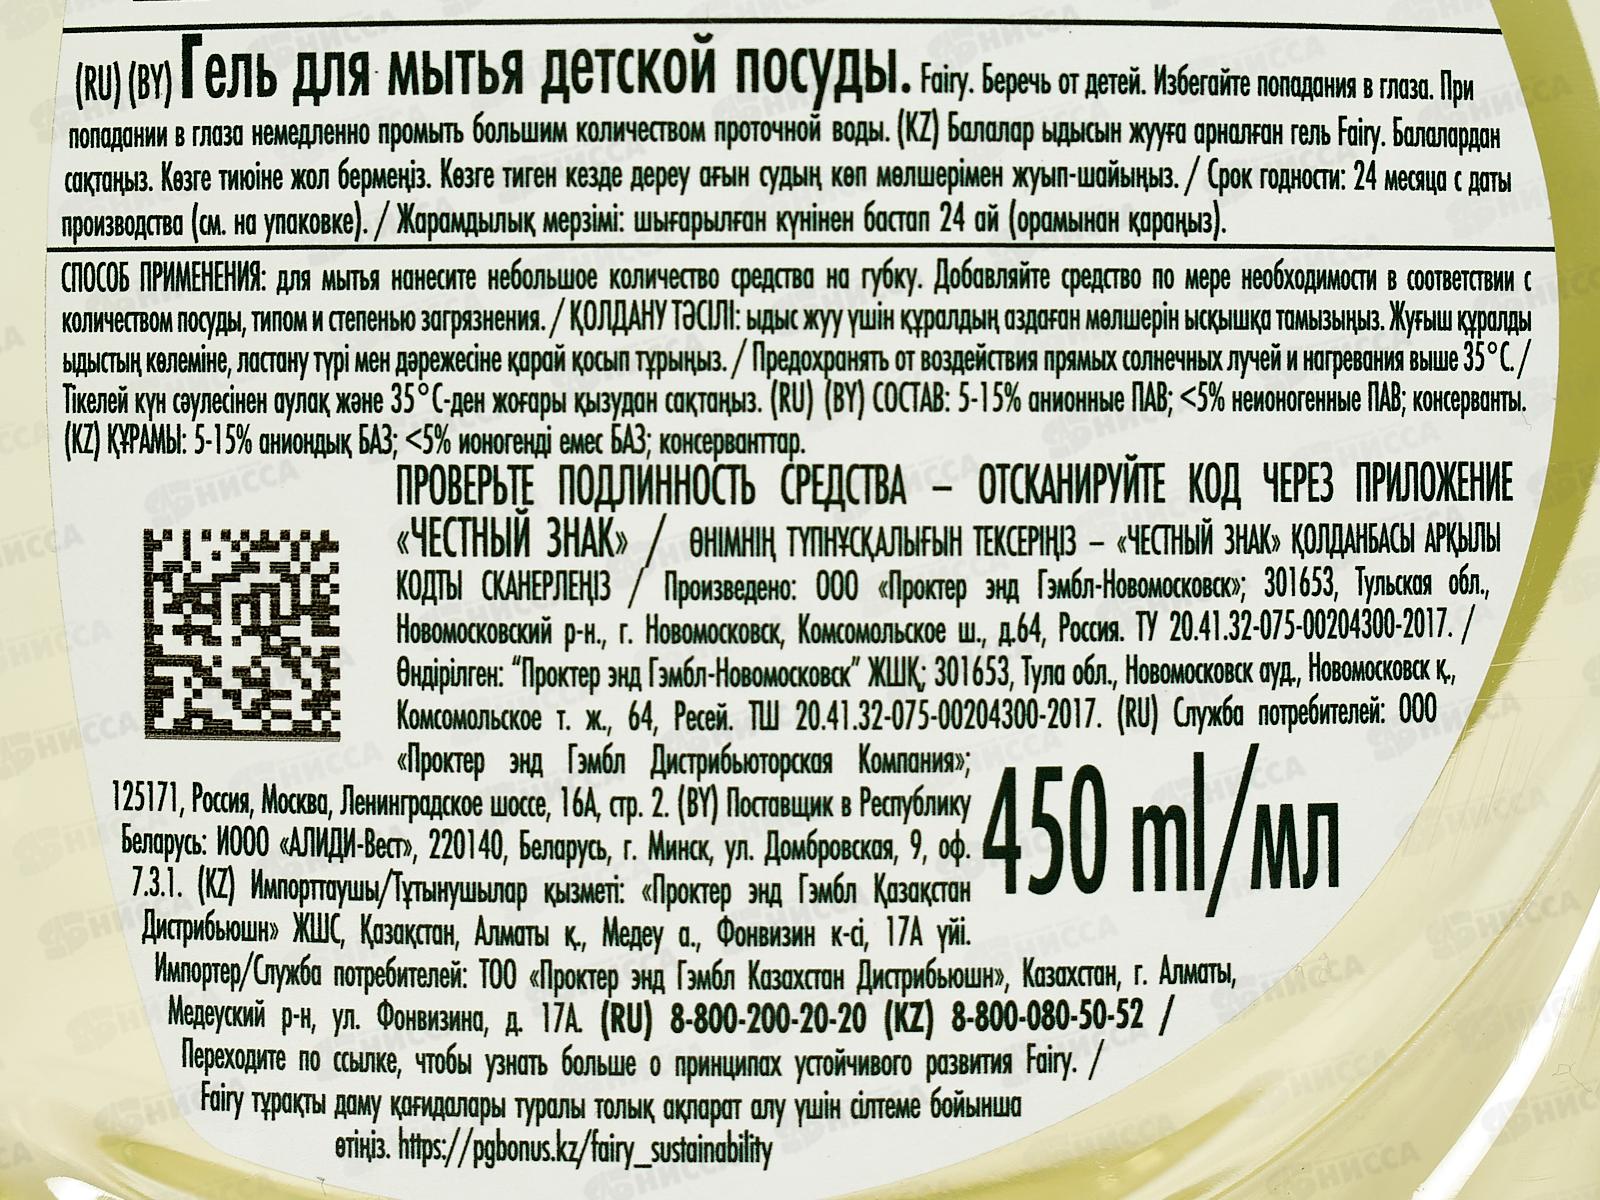 (RU) (BY) Гель для мытья детской посуды. Fairy. Беречь от детей. Избегайте попадания в глаза. При
попадании в глаза немедленно промыть большим количеством проточной воды. (KZ) Балалар ыдысын жууға арналған гель Fairy. Балалардан
сақтаңыз. Көзге тиюіне жол бермеңіз. Көзге тиген кезде дереу ағын судың көп мөлшерімен жуып-шайыңыз. / Срок годности: 24 месяца с даты
производства (см. на упаковке). / Жарамдылық мерзімі: шығарылған күнінен бастап 24 ай (орамынан қараңыз).
СПОСОБ ПРИМЕНЕНИЯ: для мытья нанесите небольшое количество средства на губку. Добавляйте средство по мере необходимости в соответствии с
количеством посуды, типом и степенью загрязнения. / ҚОЛДАНУ ТӘСІЛІ: ыдыс жуу үшін құралдың аздаған мөлшерін ысқышқа тамызыңыз. Жуғыш құралды
ыдыстың көлеміне, ластану түрі мен дәрежесіне қарай қосып тұрыңыз. / Предохранять от воздействия прямых солнечных лучей и нагревания выше 35°С. /
Тікелей күн сәулесінен аулақ және 35°С-ден жоғары қызудан сақтаңыз. (RU) (BY) СОСТАВ: 5-15% анионные ПАВ; <5% неионогенные ПАВ; консерванты.
(KZ) ҚҰРАМЫ: 5-15% аниондық БАЗ; <5% ионогенді емес БАЗ; консерванттар.
ПРОВЕРЬТЕ ПОДЛИННОСТЬ СРЕДСТВА – ОТСКАНИРУЙТЕ КОД ЧЕРЕЗ ПРИЛОЖЕНИЕ
«ЧЕСТНЫЙ ЗНАК» / ӨНІМНІҢ ТҮПНҰСҚАЛЫҒЫН ТЕКСЕРІҢІЗ – «ЧЕСТНЫЙ ЗНАК» ҚОЛДАНБАСЫ АРҚЫЛЫ
КОДТЫ СКАНЕРЛЕҢІЗ / Произведено: ООО «Проктер энд Гэмбл-Новомосковск»; 301653, Тульская обл.,
Новомосковский р-н., г. Новомосковск, Комсомольское ш., д.64, Россия. ТУ 20.41.32-075-00204300-2017. /
Өндірілген: "Проктер энд Гэмбл-Новомосковск" ЖШК; 301653, Тула обл., Новомосковск ауд., Новомосковск қ.,
Комсомольское т. ж., 64, Ресей. ТШ 20.41.32-075-00204300-2017. (RU) Служба потребителей: ООО
«Проктер энд Гэмбл Дистрибьюторская Компания»;
125171, Россия, Москва, Ленинградское шоссе, 16А, стр. 2. (BY) Поставщик в Республику
Беларусь: ИООО «АЛИДИ-Вест», 220140, Беларусь, г. Минск, ул. Домбровская, 9, оф.
7.3.1. (KZ) Импорттаушы/Тұтынушылар қызметі: «Проктер энд Гэмбл Қазақстан
Дистрибьюшн» ЖШС, Қазақстан, Алматы қ., Медеу а., Фонвизин к-сі, 17А үйі.
450 ml/мл
Импортер/Служба потребителей: ТОО «Проктер энд Гэмбл Казахстан Дистрибьюшн», Казахстан, г. Алматы,
Медеуский р-н, ул. Фонвизина, д. 17А. (RU) 8-800-200-20-20 (KZ) 8-800-080-50-52 /
Переходите по ссылке, чтобы узнать больше о принципах устойчивого развития Fairy. /
Fairy тұрақты даму қағидалары туралы толық ақпарат алу үшін сілтеме бойынша
өтіңіз. https://pgbonus.kz/fairy_sustainability